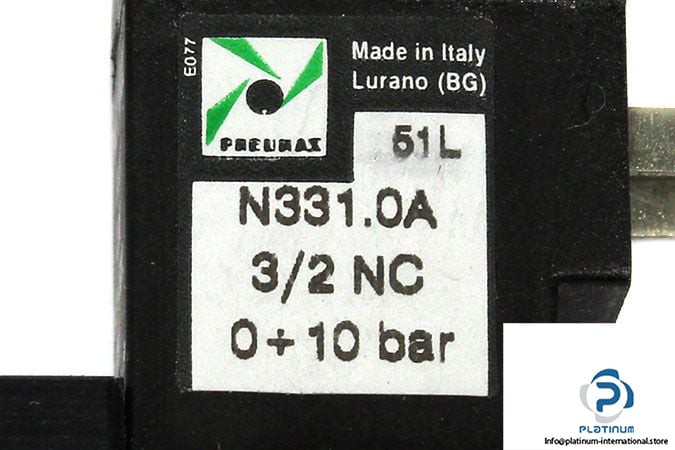 E077
PNEUMAX
Made in Italy
Lurano (BG)
51L
N331.0A
3/2 NC
0÷10 bar
PLATINUM
Info@platinum-international.store